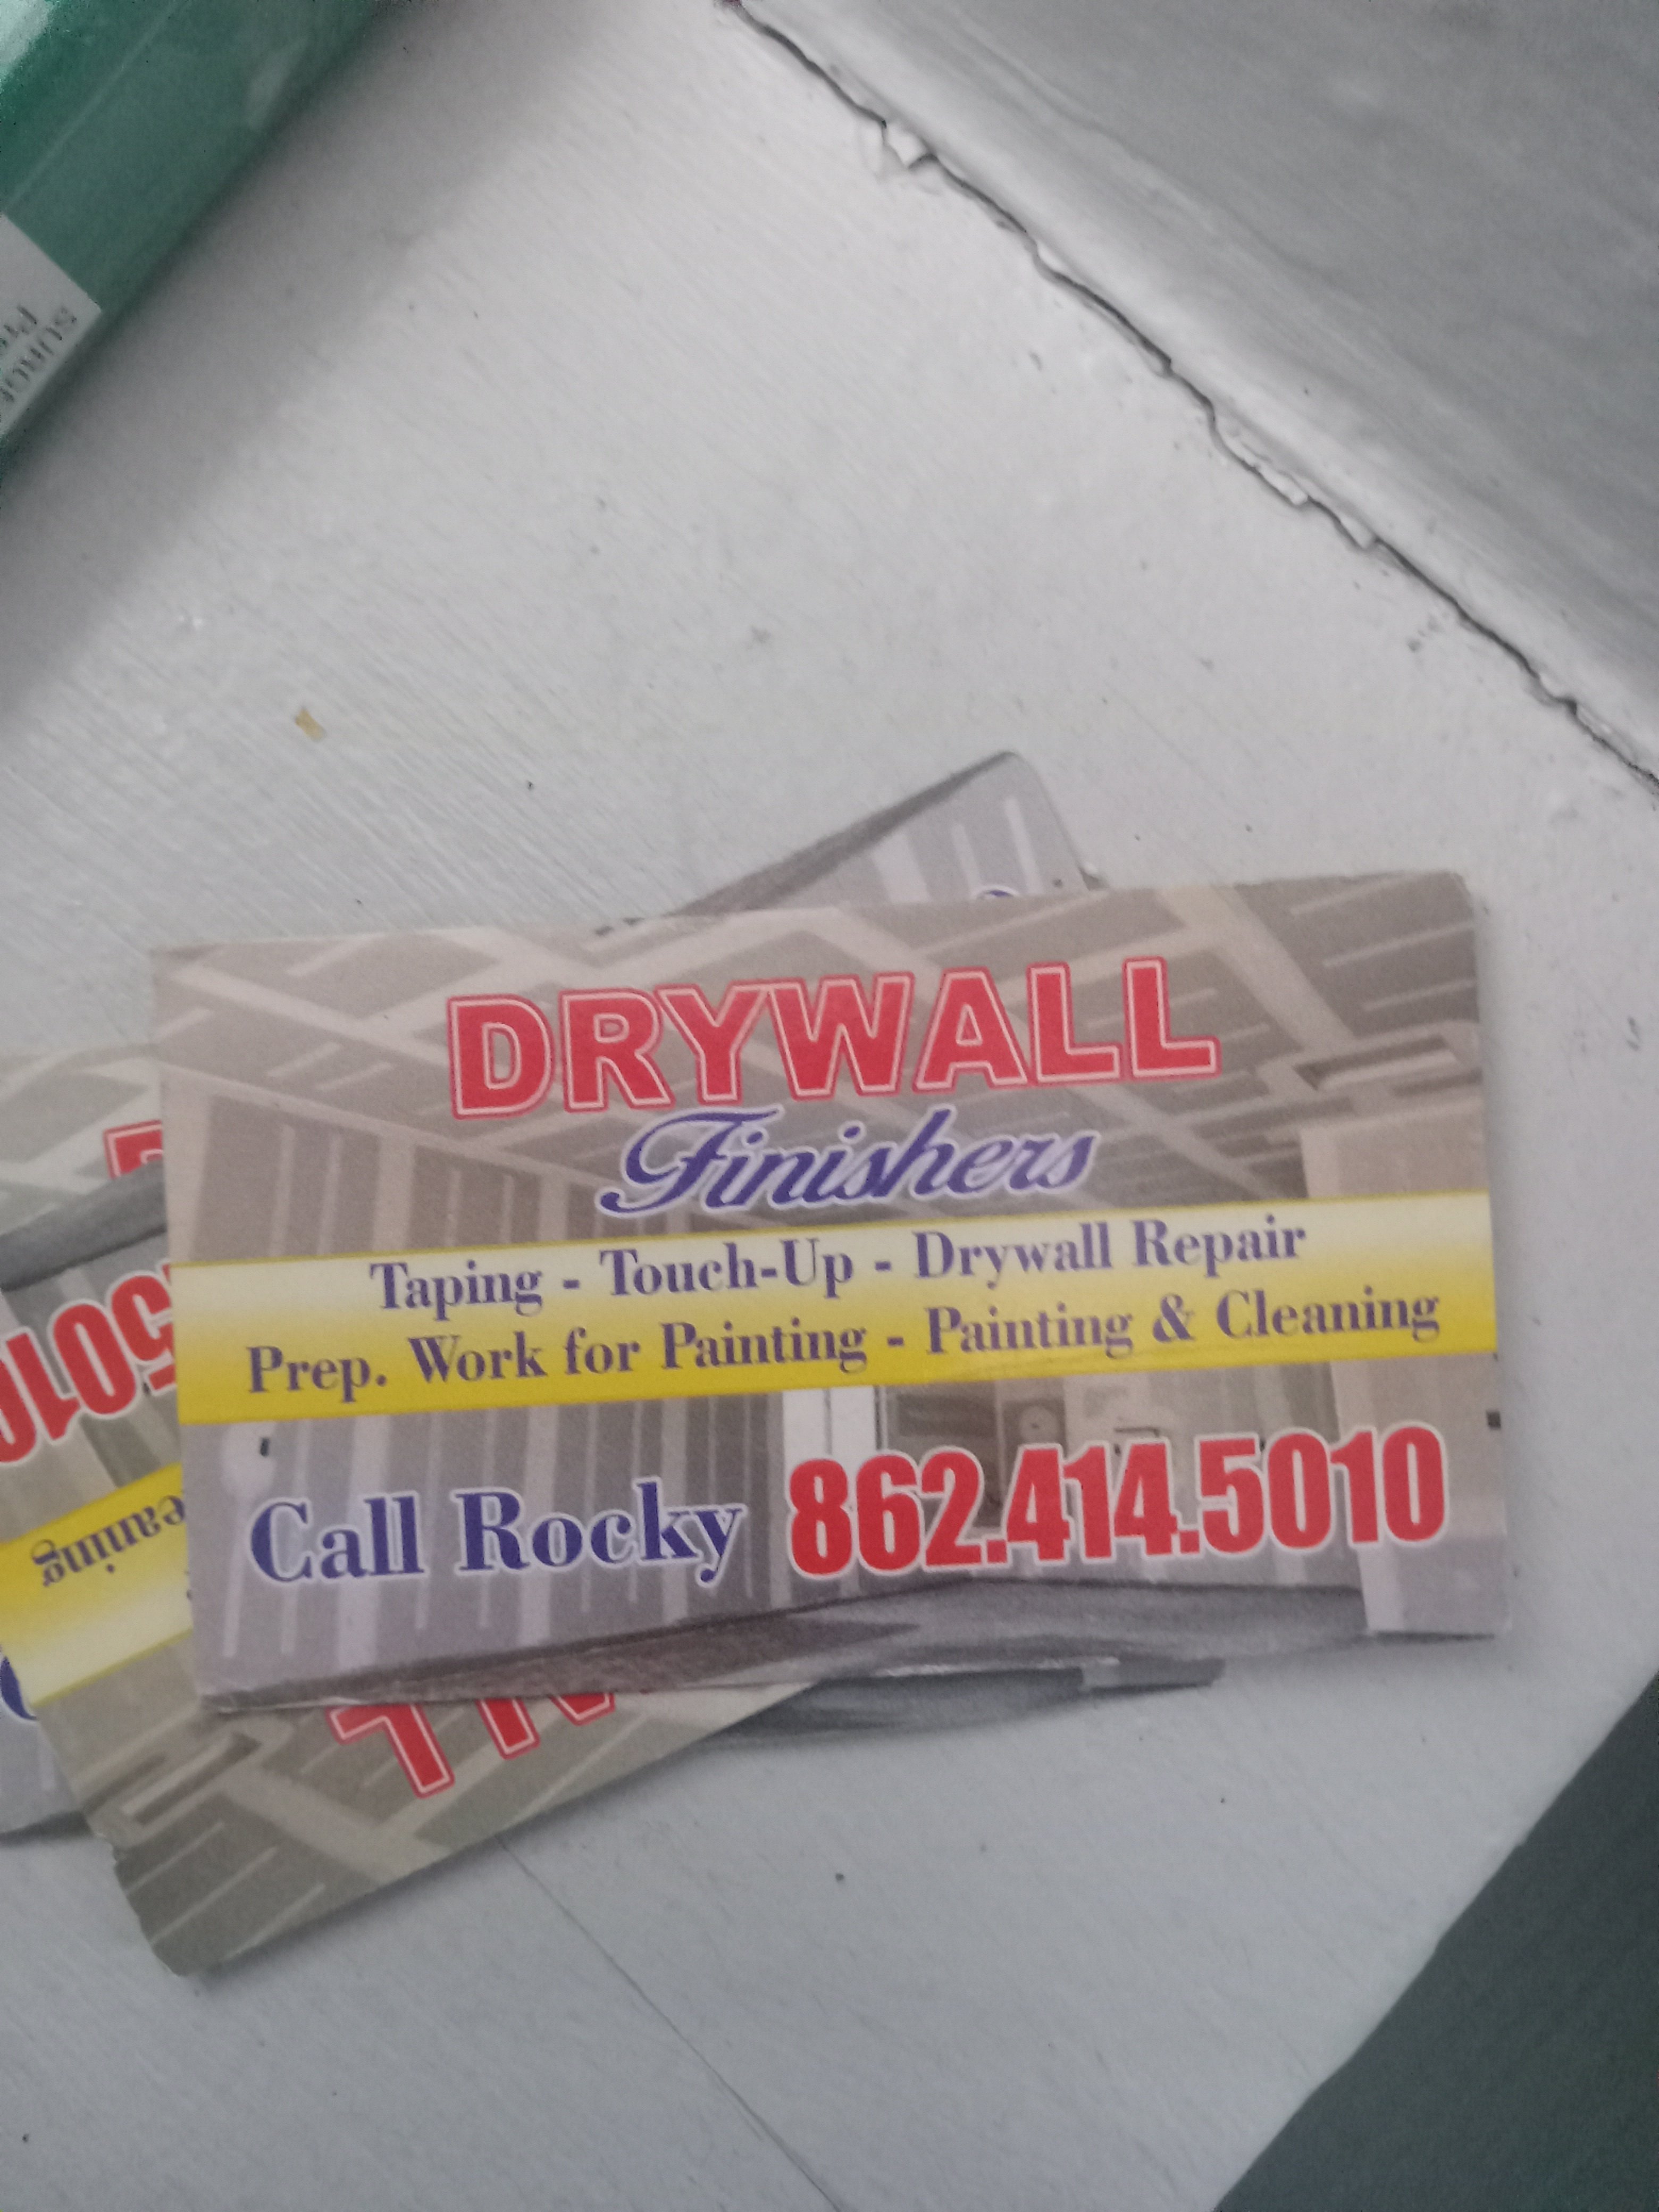 DRYWALL
Finishers
Taping - Touch-Up - Drywall Repair
Prep. Work for Painting - Painting & Cleaning
Call Rocky 862.414.5010